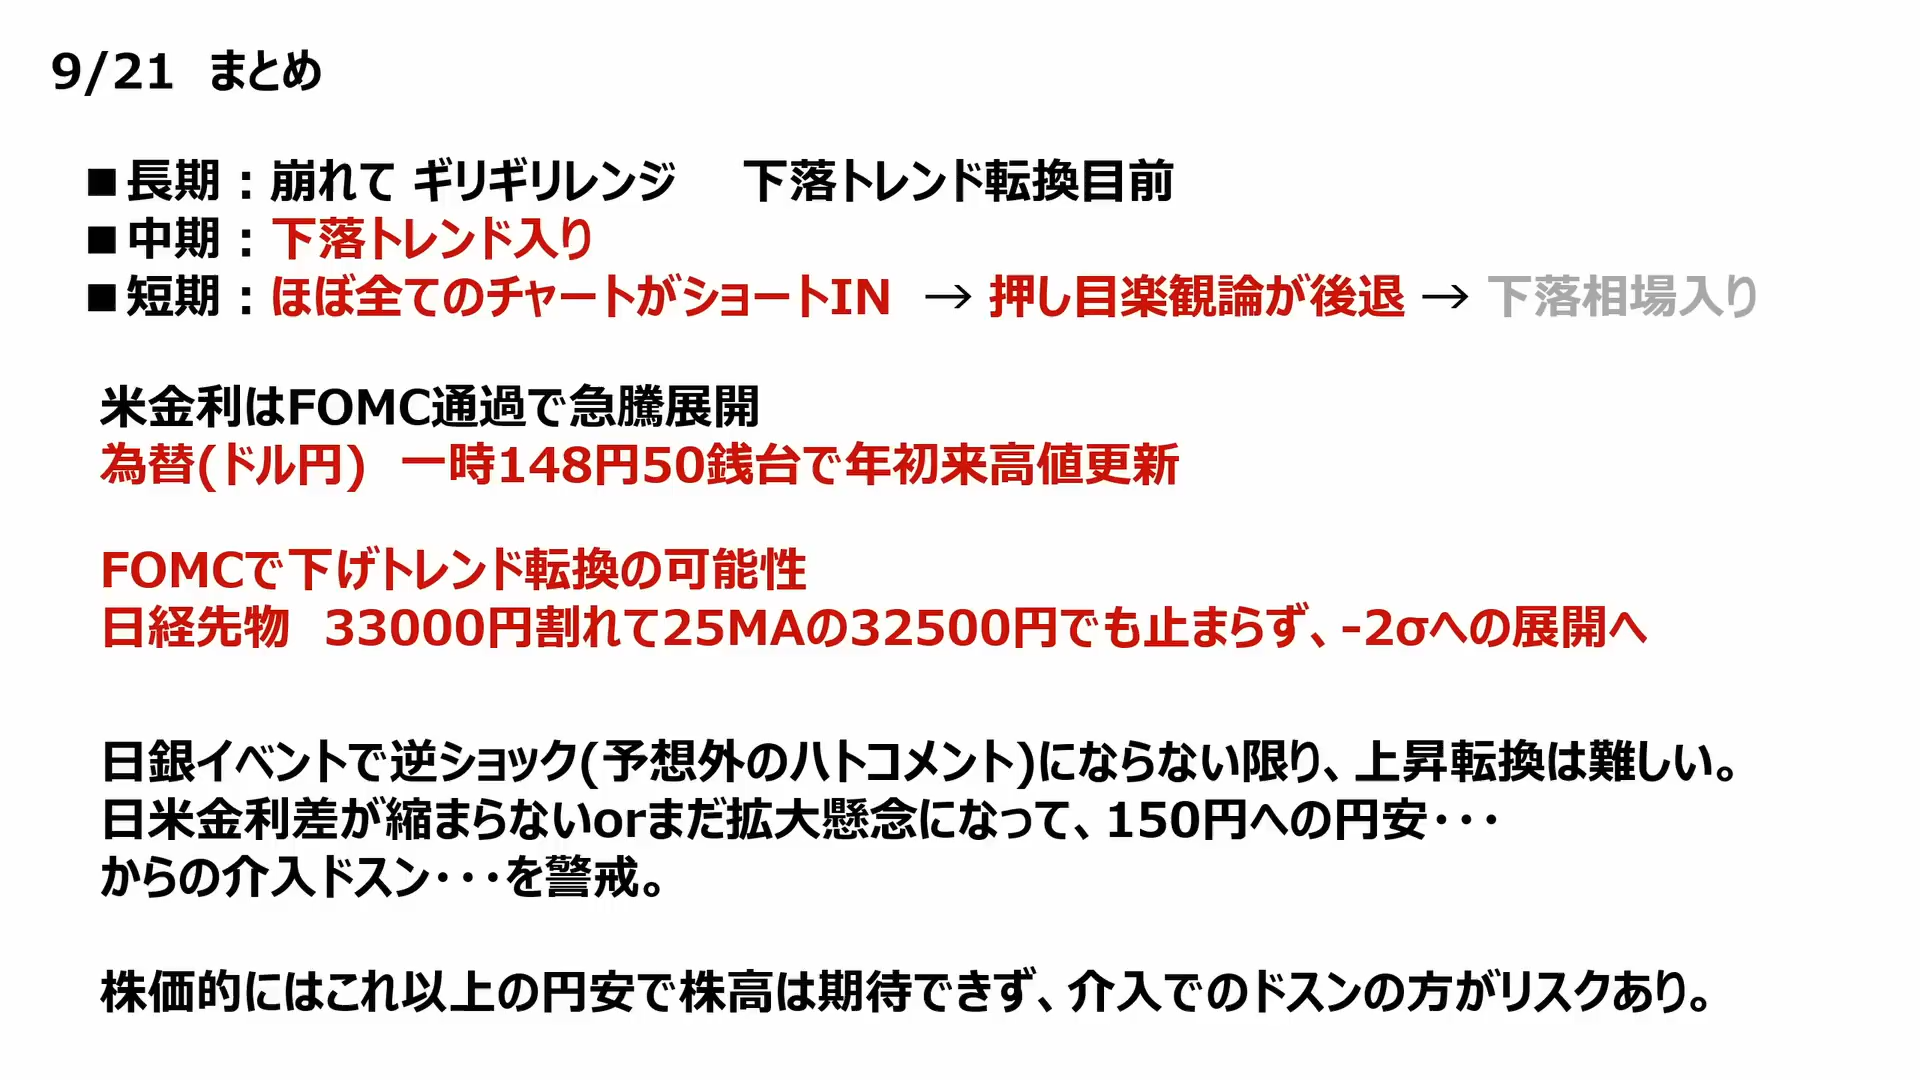 9/21 まとめ
■長期：崩れて ギリギリレンジ 下落トレンド転換目前
■中期：下落トレンド入り
■短期：ほぼ全てのチャートがショートIN → 押し目楽観論が後退 → 下落相場入り
米金利はFOMC通過で急騰展開
為替(ドル円) 一時148円50銭台で年初来高値更新
FOMCで下げトレンド転換の可能性
日経先物 33000円割れて25MAの32500円でも止まらず、-2σへの展開へ
日銀イベントで逆ショック(予想外のハトコメント)にならない限り、上昇転換は難しい。
日米金利差が縮まらないorまだ拡大懸念になって、150円への円安・・・
からの介入ドスン・・・を警戒。
株価的にはこれ以上の円安で株高は期待できず、介入でのドスンの方がリスクあり。